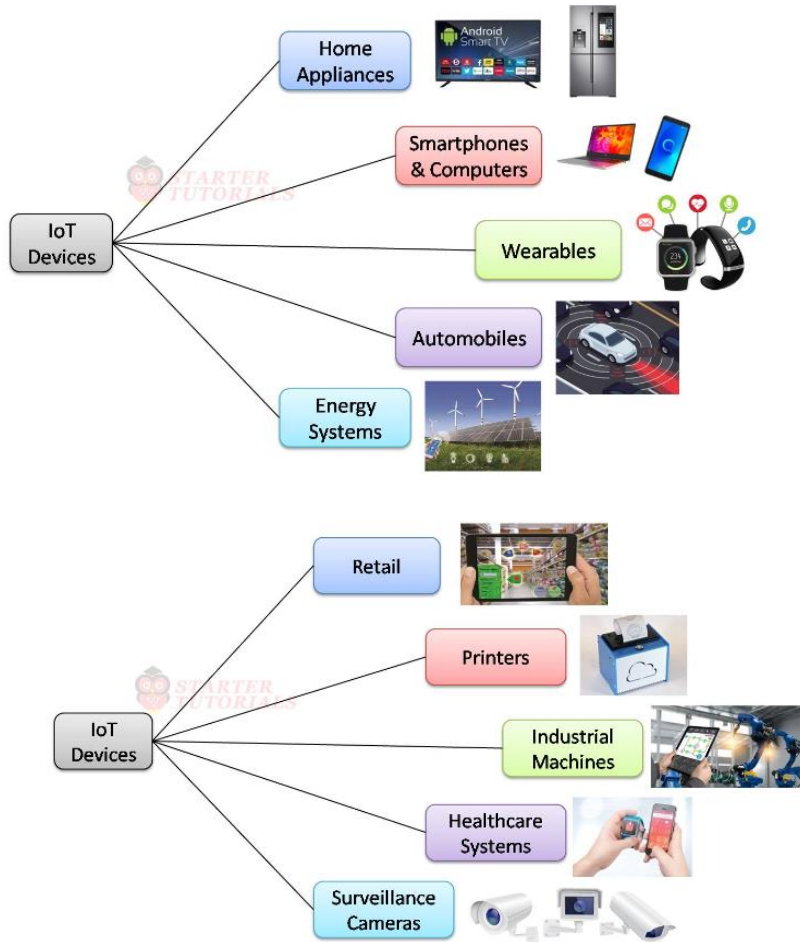 Home
Appliances
Android
Smart TV
Smartphones
& Computers
STARTER
TUTORIALS
IoT
Devices
Wearables
234
Automobiles
Energy
Systems
Retail
Printers
STARTER
TUTORIALS
IoT
Devices
Industrial
Machines
Healthcare
Systems
Surveillance
Cameras